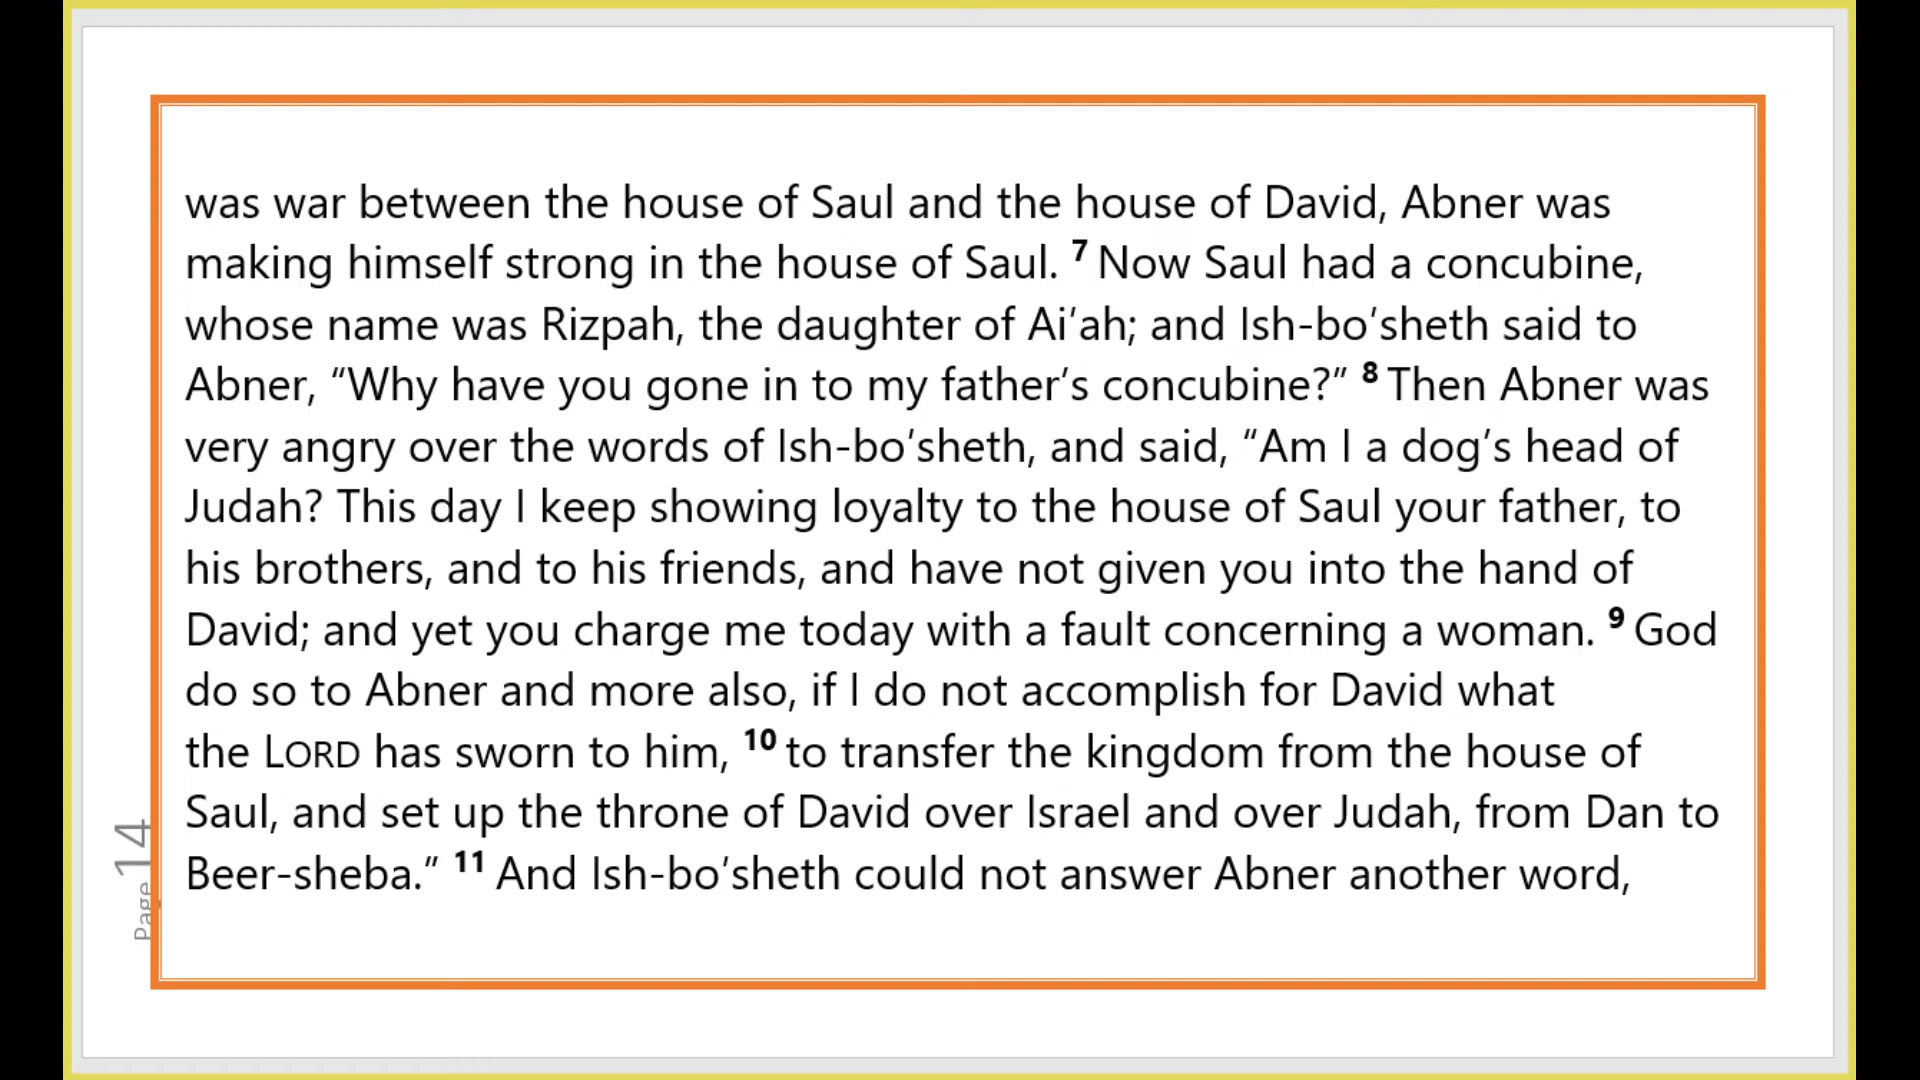 was war between the house of Saul and the house of David, Abner was
making himself strong in the house of Saul. 7 Now Saul had a concubine,
whose name was Rizpah, the daughter of Ai′ah; and Ish-bo′sheth said to
Abner, “Why have you gone in to my father’s concubine?” 8 Then Abner was
very angry over the words of Ish-bo′sheth, and said, “Am I a dog’s head of
Judah? This day I keep showing loyalty to the house of Saul your father, to
his brothers, and to his friends, and have not given you into the hand of
David; and yet you charge me today with a fault concerning a woman. 9 God
do so to Abner and more also, if I do not accomplish for David what
the LORD has sworn to him, 10 to transfer the kingdom from the house of
Saul, and set up the throne of David over Israel and over Judah, from Dan to
Beer-sheba.” 11 And Ish-bo′sheth could not answer Abner another word,
Page 14